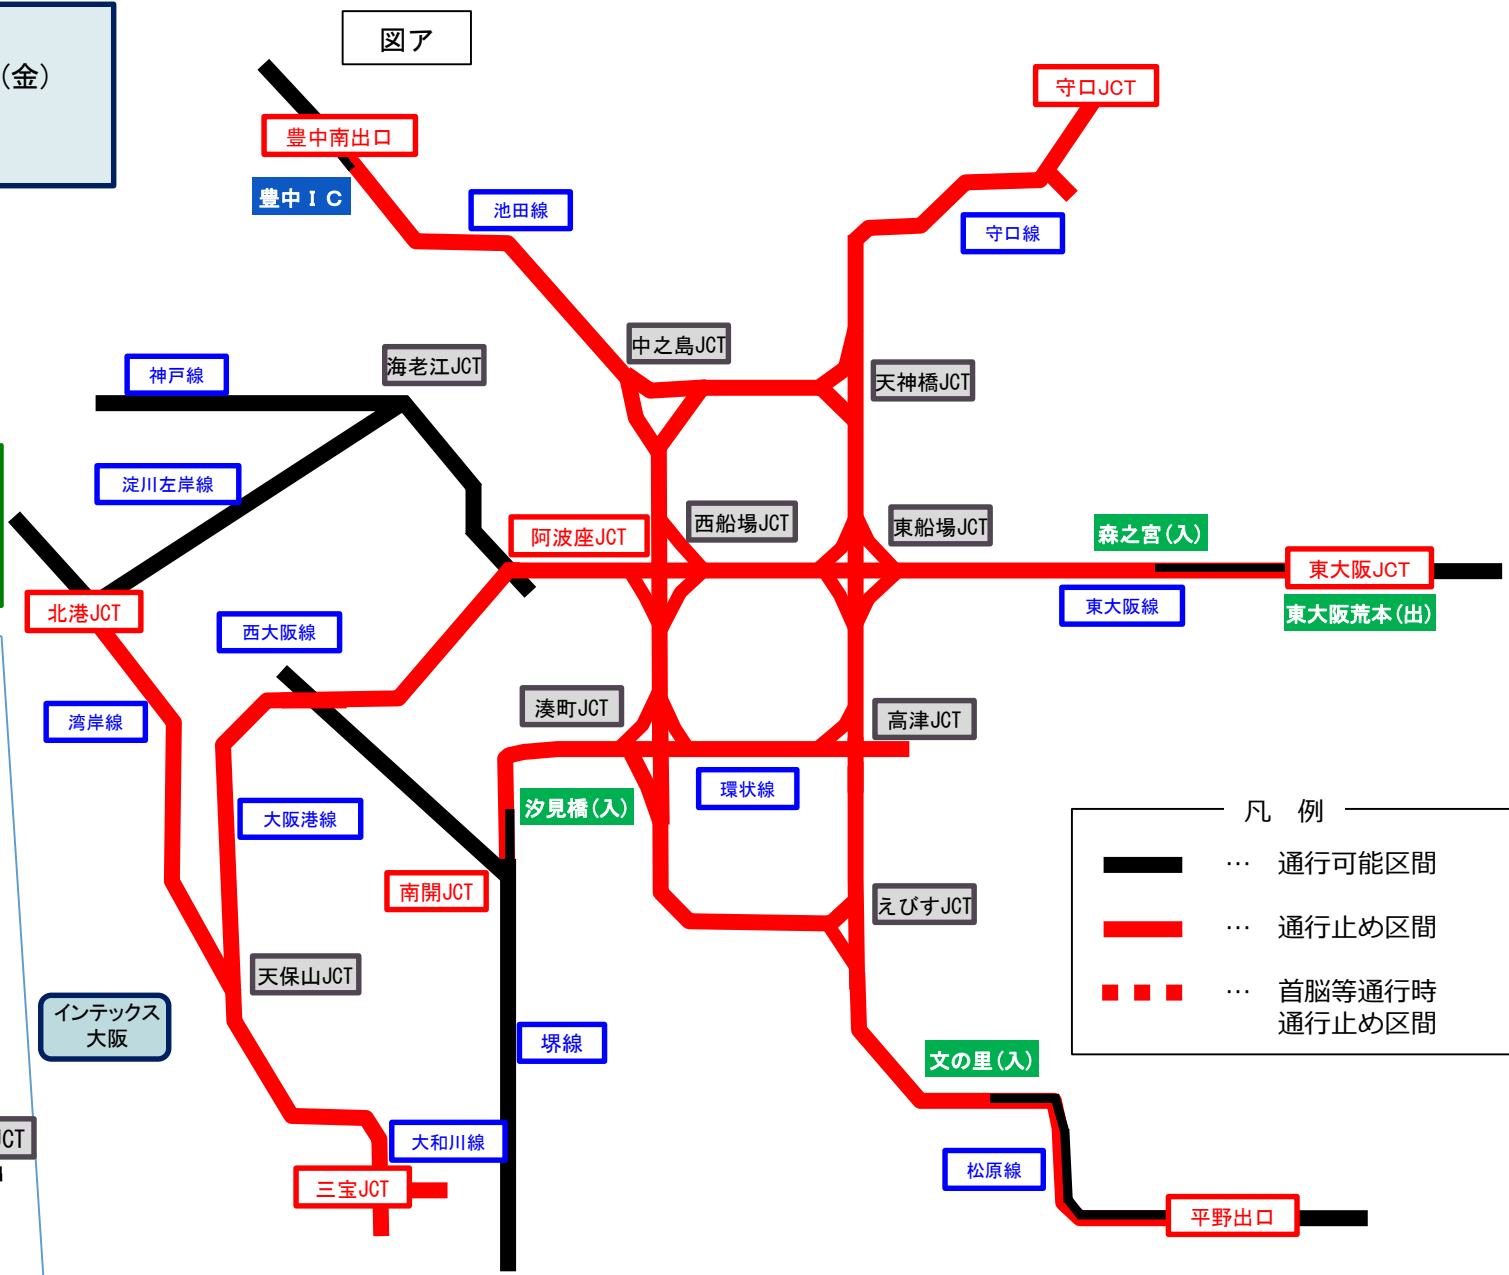 (金)
図ア
守口JCT
豊中南出口
豊中IC
池田線
守口線
中之島JCT
海老江JCT
神戸線
天神橋JCT
淀川左岸線
西船場JCT
東船場JCT
阿波座JCT
森之宮(入)
東大阪JCT
東大阪線
東大阪荒本(出)
北港JCT
西大阪線
湾岸線
湊町JCT
高津JCT
環状線
大阪港線
汐見橋(入)
凡 例
… 通行可能区間
南開JCT
えびすJCT
… 通行止め区間
天保山JCT
… 首脳等通行時
通行止め区間
インテックス
大阪
堺線
文の里(入)
JCT
大和川線
松原線
三宝JCT
平野出口